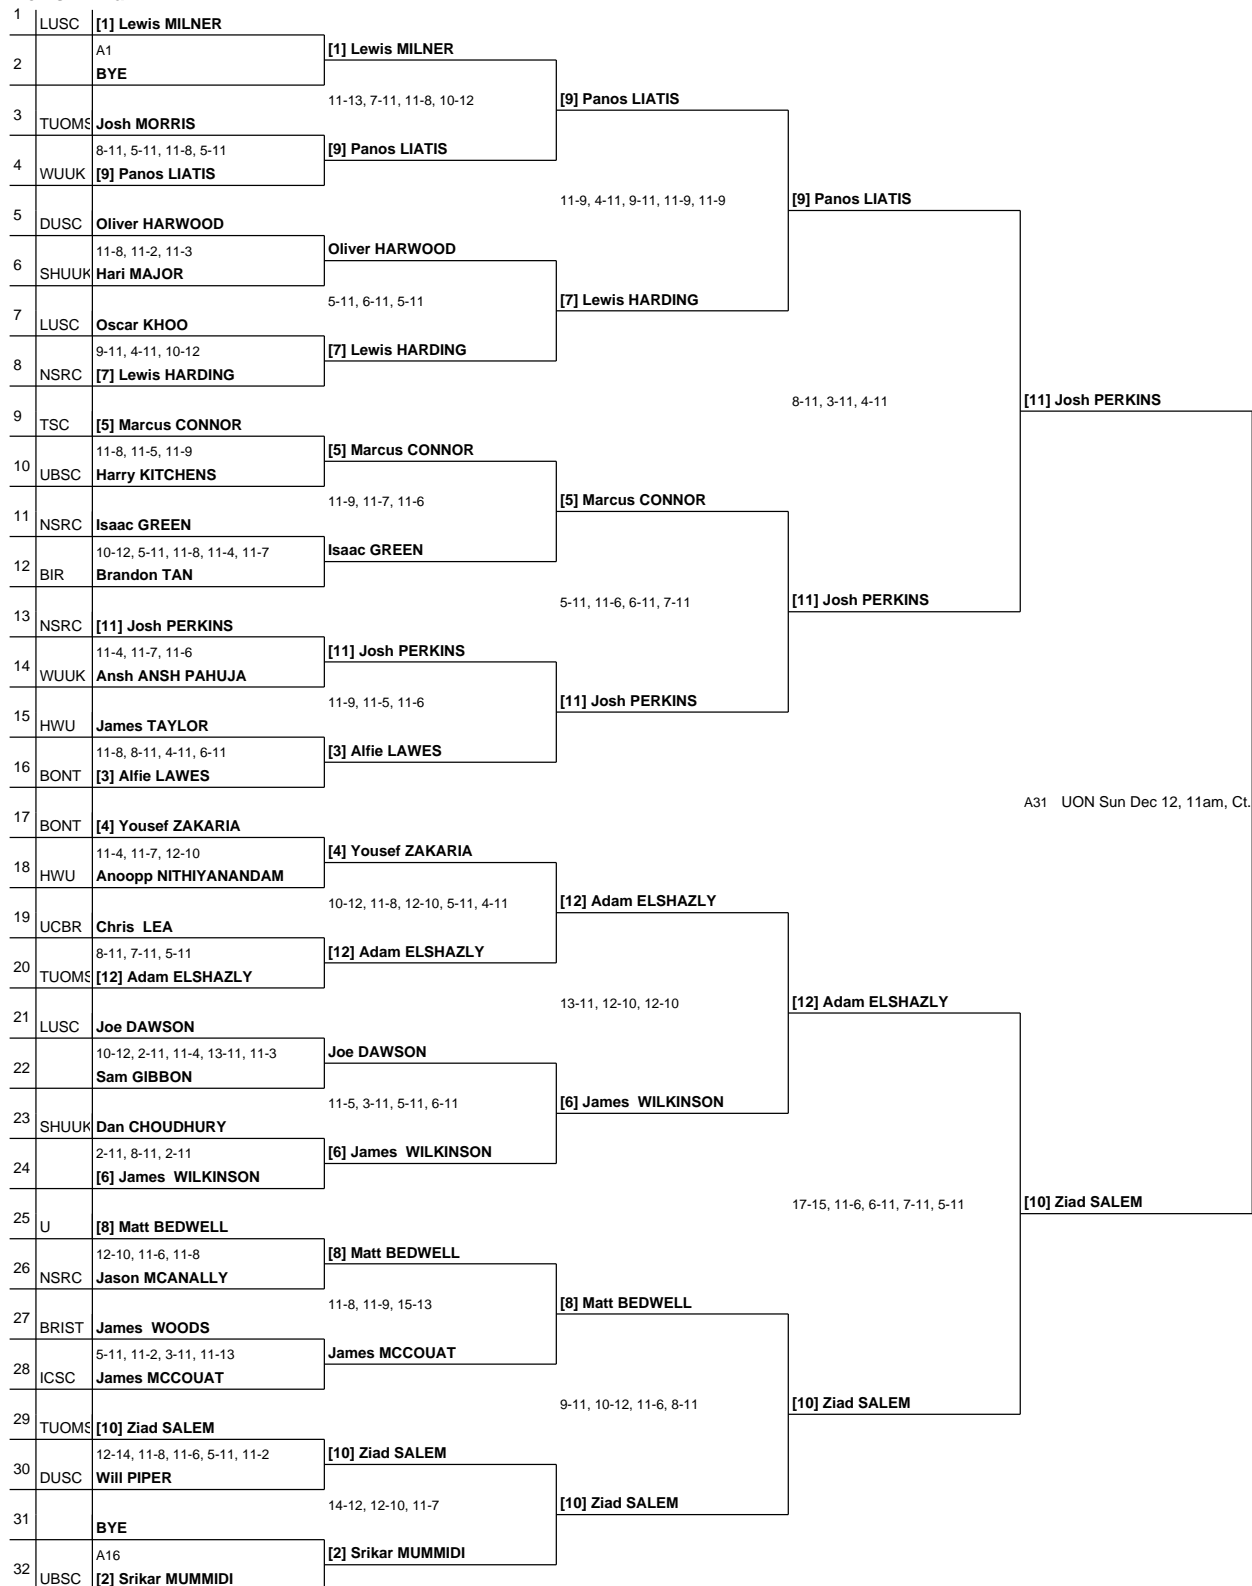 1 LUSC [1] Lewis MILNER
A1
2 BYE
[1] Lewis MILNER
11-13, 7-11, 11-8, 10-12
[9] Panos LIATIS
3 TUOMS Josh MORRIS
8-11, 5-11, 11-8, 5-11
4 WUUK [9] Panos LIATIS
[9] Panos LIATIS
11-9, 4-11, 9-11, 11-9, 11-9
[9] Panos LIATIS
5 DUSC Oliver HARWOOD
11-8, 11-2, 11-3
6 SHUUK Hari MAJOR
Oliver HARWOOD
5-11, 6-11, 5-11
[7] Lewis HARDING
7 LUSC Oscar KHOO
9-11, 4-11, 10-12
8 NSRC [7] Lewis HARDING
[7] Lewis HARDING
8-11, 3-11, 4-11
[11] Josh PERKINS
9 TSC [5] Marcus CONNOR
11-8, 11-5, 11-9
10 UBSC Harry KITCHENS
[5] Marcus CONNOR
11-9, 11-7, 11-6
[5] Marcus CONNOR
11 NSRC Isaac GREEN
10-12, 5-11, 11-8, 11-4, 11-7
12 BIR Brandon TAN
Isaac GREEN
5-11, 11-6, 6-11, 7-11
[11] Josh PERKINS
13 NSRC [11] Josh PERKINS
11-4, 11-7, 11-6
14 WUUK Ansh ANSH PAHUJA
[11] Josh PERKINS
11-9, 11-5, 11-6
[11] Josh PERKINS
15 HWU James TAYLOR
11-8, 8-11, 4-11, 6-11
16 BONT [3] Alfie LAWES
[3] Alfie LAWES
A31 UON Sun Dec 12, 11am, Ct.
17 BONT [4] Yousef ZAKARIA
11-4, 11-7, 12-10
18 HWU Anoopp NITHIYANANDAM
[4] Yousef ZAKARIA
10-12, 11-8, 12-10, 5-11, 4-11
[12] Adam ELSHAZLY
19 UCBR Chris LEA
8-11, 7-11, 5-11
20 TUOMS [12] Adam ELSHAZLY
[12] Adam ELSHAZLY
13-11, 12-10, 12-10
[12] Adam ELSHAZLY
21 LUSC Joe DAWSON
10-12, 2-11, 11-4, 13-11, 11-3
22 Sam GIBBON
Joe DAWSON
11-5, 3-11, 5-11, 6-11
[6] James WILKINSON
23 SHUUK Dan CHOUDHURY
2-11, 8-11, 2-11
24 [6] James WILKINSON
[6] James WILKINSON
17-15, 11-6, 6-11, 7-11, 5-11
[10] Ziad SALEM
25 U [8] Matt BEDWELL
12-10, 11-6, 11-8
26 NSRC Jason MCANALLY
[8] Matt BEDWELL
11-8, 11-9, 15-13
[8] Matt BEDWELL
27 BRIST James WOODS
5-11, 11-2, 3-11, 11-13
28 ICSC James MCCOUAT
James MCCOUAT
9-11, 10-12, 11-6, 8-11
[10] Ziad SALEM
29 TUOMS [10] Ziad SALEM
12-14, 11-8, 11-6, 5-11, 11-2
30 DUSC Will PIPER
[10] Ziad SALEM
14-12, 12-10, 11-7
[10] Ziad SALEM
31 BYE
A16
32 UBSC [2] Srikar MUMMIDI
[2] Srikar MUMMIDI